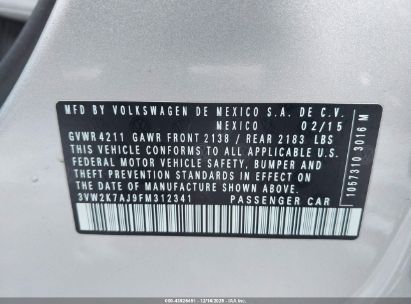 MFD BY VOLKSWAGEN DE MEXICO S.A. DE C.V.
MEXICO 02/15
GVWR 4211 GAWR FRONT 2138 / REAR 2183 LBS
THIS VEHICLE CONFORMS TO ALL APPLICABLE U.S.
FEDERAL MOTOR VEHICLE SAFETY, BUMPER AND
THEFT PREVENTION STANDARDS IN EFFECT ON THE
DATE OF MANUFACTURE SHOWN ABOVE.
3VW2K7AJ9FM312341 PASSENGER CAR
1057310 3016 M